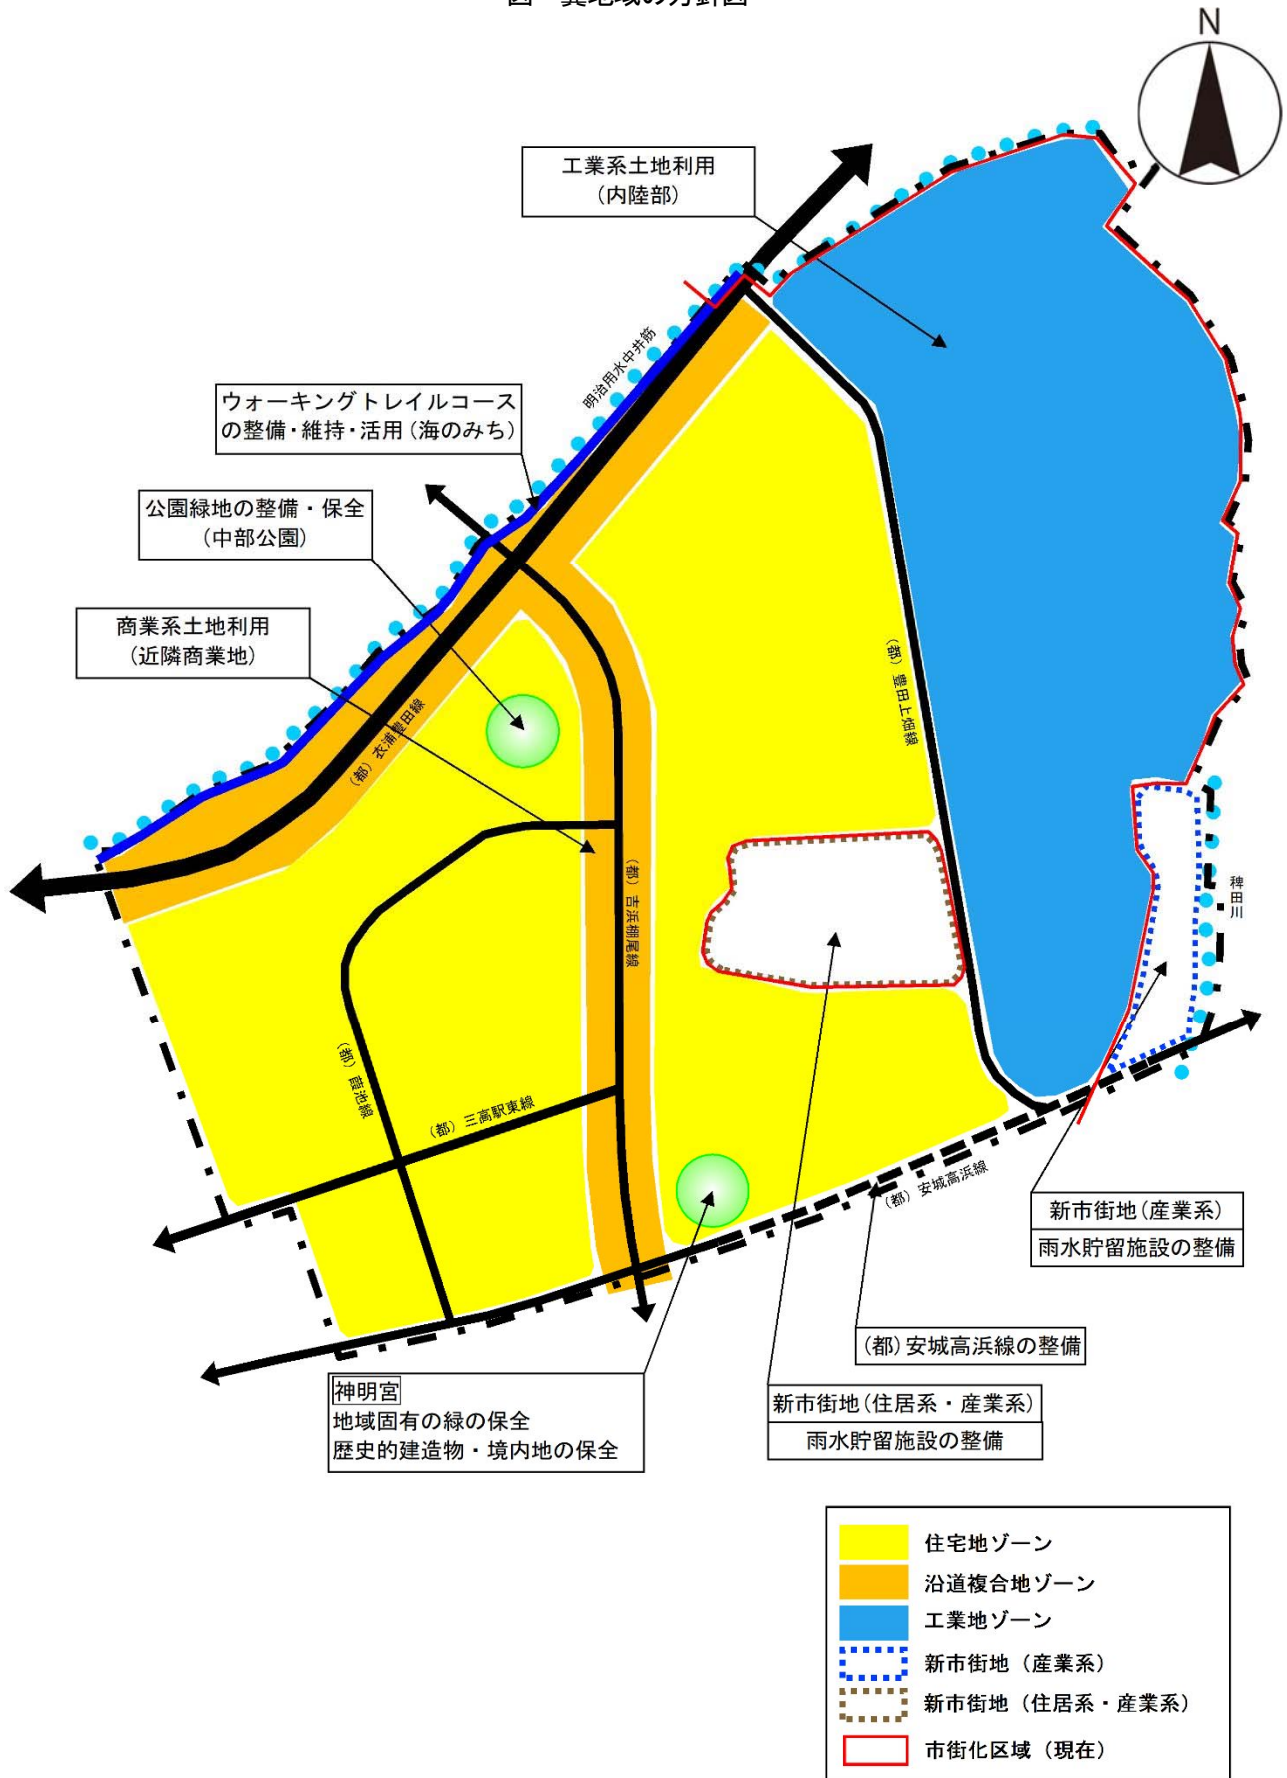 N
工業系土地利用
(内陸部)
明治用水中井筋
ウォーキングトレイルコース
の整備・維持・活用(海のみち)
公園緑地の整備・保全
(中部公園)
商業系土地利用
(近隣商業地)
(都)衣浦豊田線
(都)豊田上畑線
(都)吉浜棚尾線
稗田川
(都)葭池線
(都)三高駅東線
(都)安城高浜線
新市街地(産業系)
雨水貯留施設の整備
(都)安城高浜線の整備
新市街地(住居系・産業系)
雨水貯留施設の整備
神明宮
地域固有の緑の保全
歴史的建造物・境内地の保全
住宅地ゾーン
沿道複合地ゾーン
工業地ゾーン
新市街地(産業系)
新市街地(住居系・産業系)
市街化区域(現在)